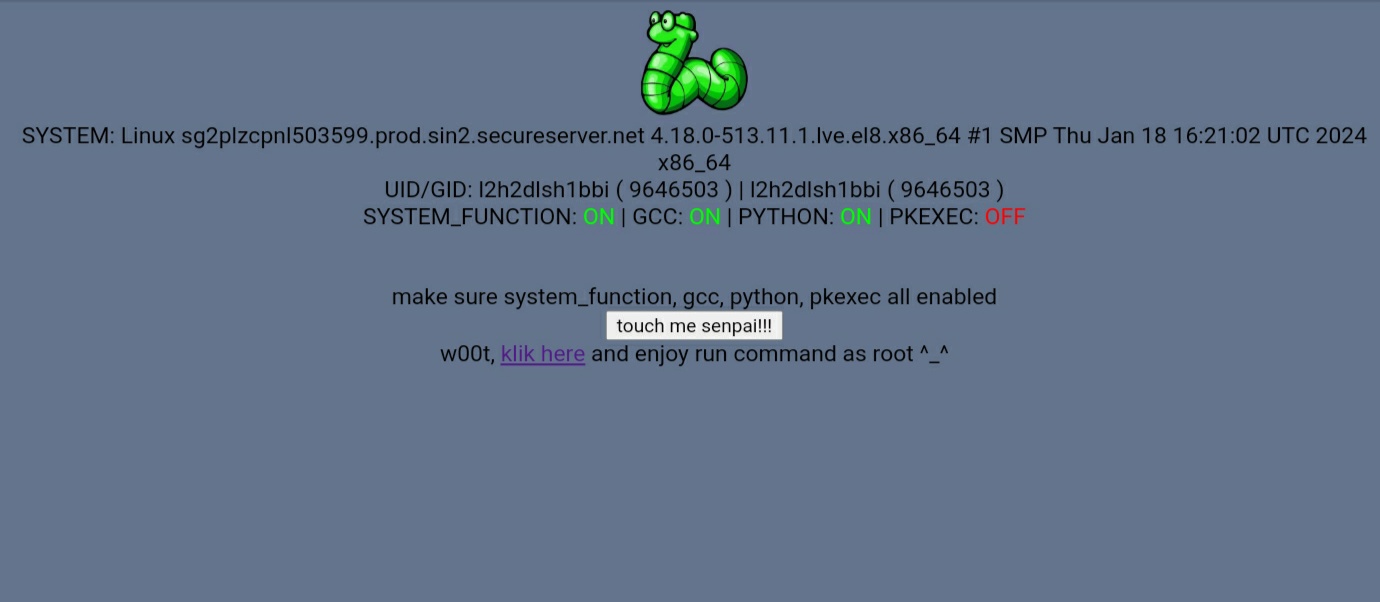 SYSTEM: Linux sg2plzcpnl503599.prod.sin2.secureserver.net 4.18.0-513.11.1.lve.el8.x86_64 #1 SMP Thu Jan 18 16:21:02 UTC 2024
x86_64
UID/GID: l2h2dlsh1bbi ( 9646503 ) | l2h2dlsh1bbi ( 9646503 )
SYSTEM_FUNCTION: ON | GCC: ON | PYTHON: ON | PKEXEC: OFF
make sure system_function, gcc, python, pkexec all enabled
touch me senpai!!!
w00t, klik here and enjoy run command as root ^_^